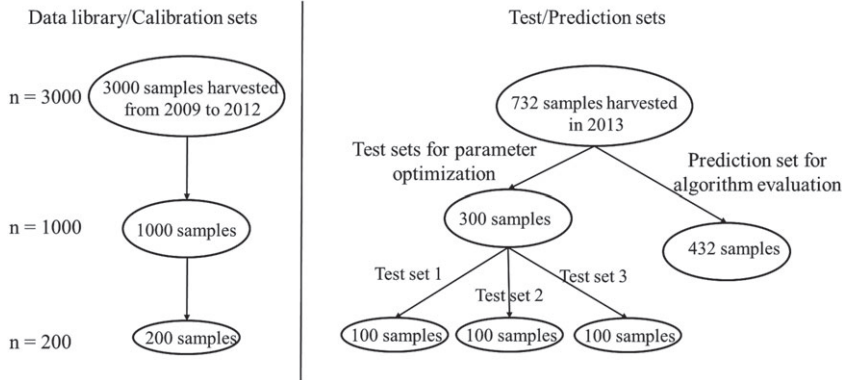 Data library/Calibration sets
n = 3000
3000 samples harvested
from 2009 to 2012
n = 1000
1000 samples
n = 200
200 samples
Test/Prediction sets
732 samples harvested
in 2013
Test sets for parameter
optimization
Prediction set for
algorithm evaluation
300 samples
432 samples
Test set 1
Test set 2
Test set 3
100 samples
100 samples
100 samples